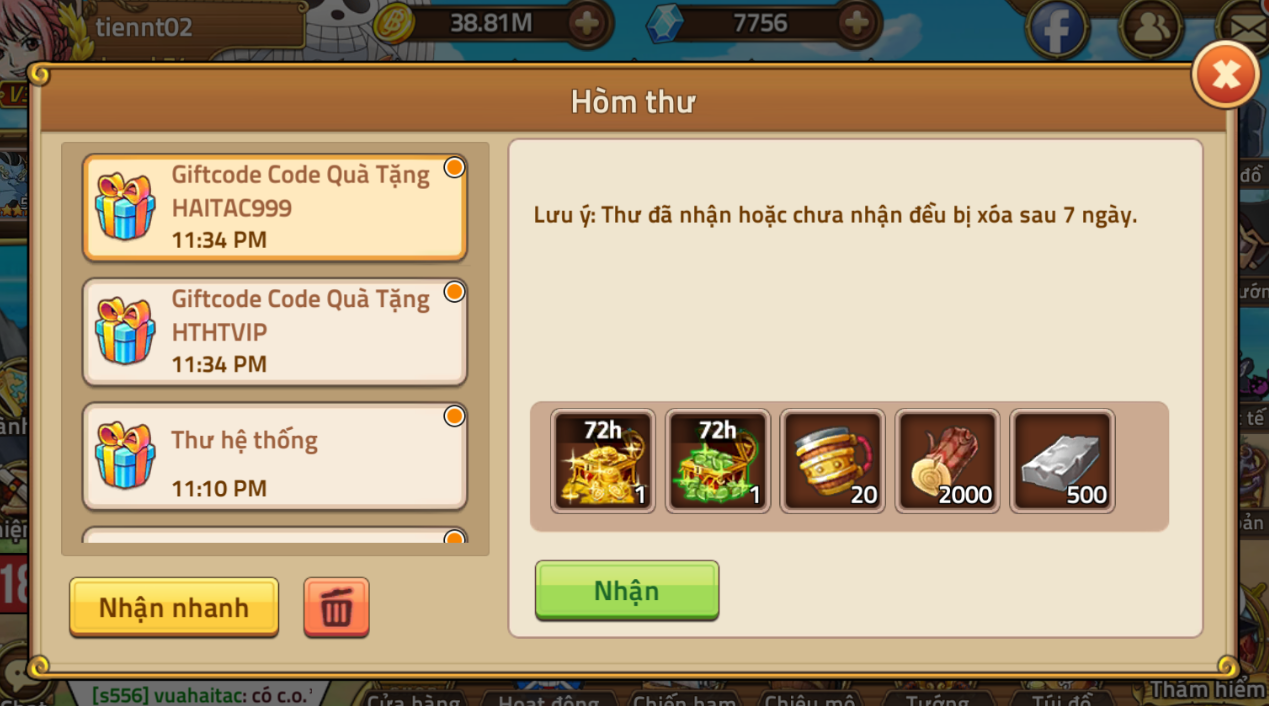 tiennt02
38.81M
7756
Hòm thư
Giftcode Code Quà Tặng
HAITAC999
11:34 PM
Giftcode Code Quà Tặng
HTHTVIP
11:34 PM
Thư hệ thống
11:10 PM
Nhận nhanh
Lưu ý: Thư đã nhận hoặc chưa nhận đều bị xóa sau 7 ngày.
72h
1
72h
1
20
2000
500
Nhận
[s556] vuahaitac: có c.o.
Cửa hàng
Hoạt động
Chiến hạm
Chiêu mộ
Tướng
Túi đồ
Thám hiểm